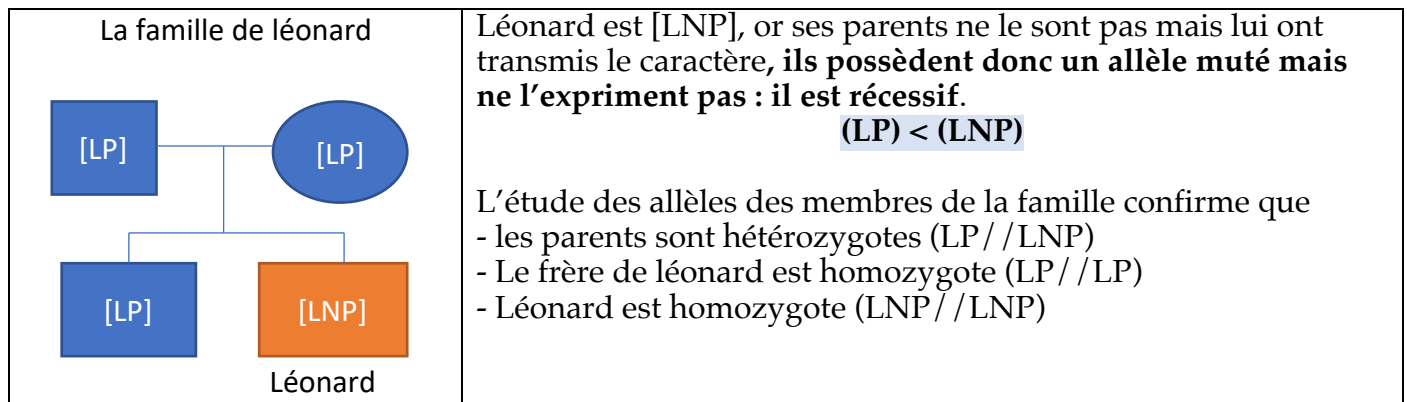 La famille de léonard
[LP]
[LP]
[LP]
[LNP]
Léonard
Léonard est [LNP], or ses parents ne le sont pas mais lui ont
transmis le caractère, ils possèdent donc un allèle muté mais
ne l’expriment pas : il est récessif.
(LP) < (LNP)
L’étude des allèles des membres de la famille confirme que
- les parents sont hétérozygotes (LP//LNP)
- Le frère de léonard est homozygote (LP//LP)
- Léonard est homozygote (LNP//LNP)